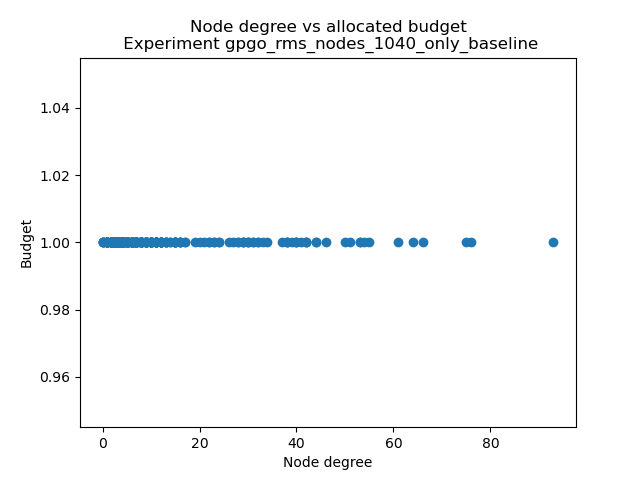 Node degree vs allocated budget
Experiment gpgo_rms_nodes_1040_only_baseline
1.04
1.02
1.00
0.98
0.96
Budget
0
20
40
60
80
Node degree